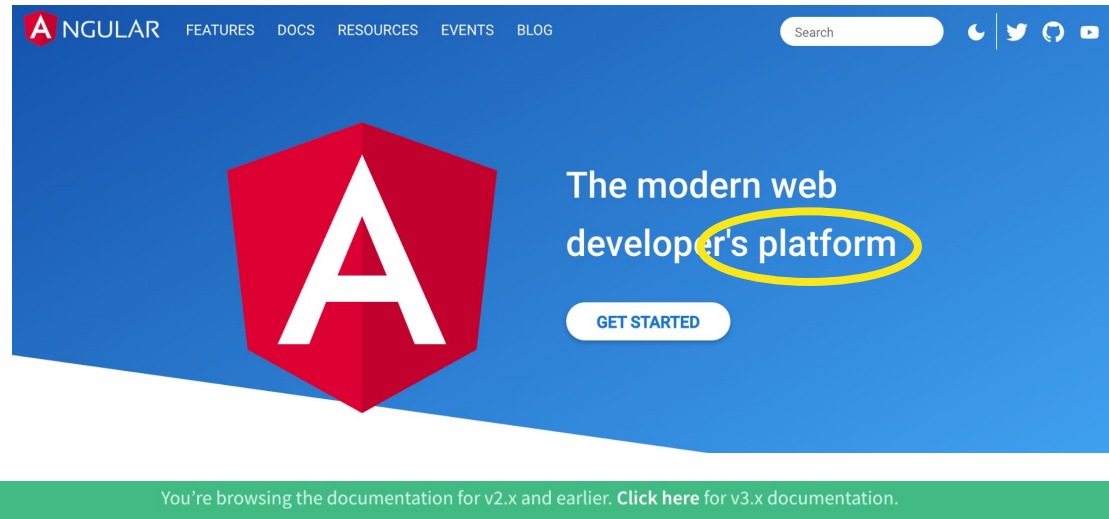 ANGULAR FEATURES DOCS RESOURCES EVENTS BLOG Search
A
The modern web
developer's platform
GET STARTED
You're browsing the documentation for v2.x and earlier. Click here for v3.x documentation.